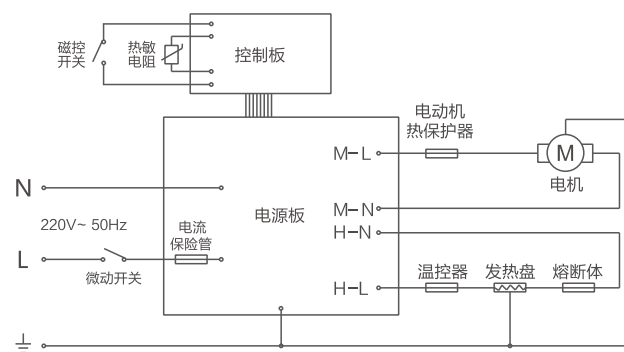 磁控
开关
热敏
电阻
控制板
电动机
热保护器
M
电机
M-L
M-N
H-N
H-L
电源板
N
220V~ 50Hz
L
微动开关
电流
保险管
温控器
发热盘
熔断体